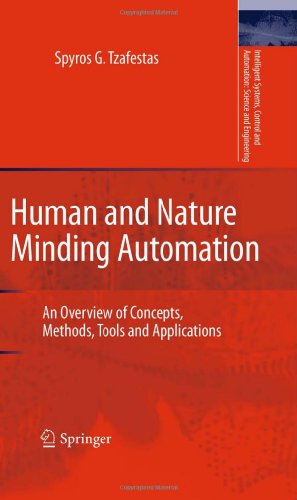 Spyros G. Tzafestas
Intelligent Systems, Control and
Automation: Science and Engineering
Human and Nature
Minding Automation
An Overview of Concepts,
Methods, Tools and Applications
Springer